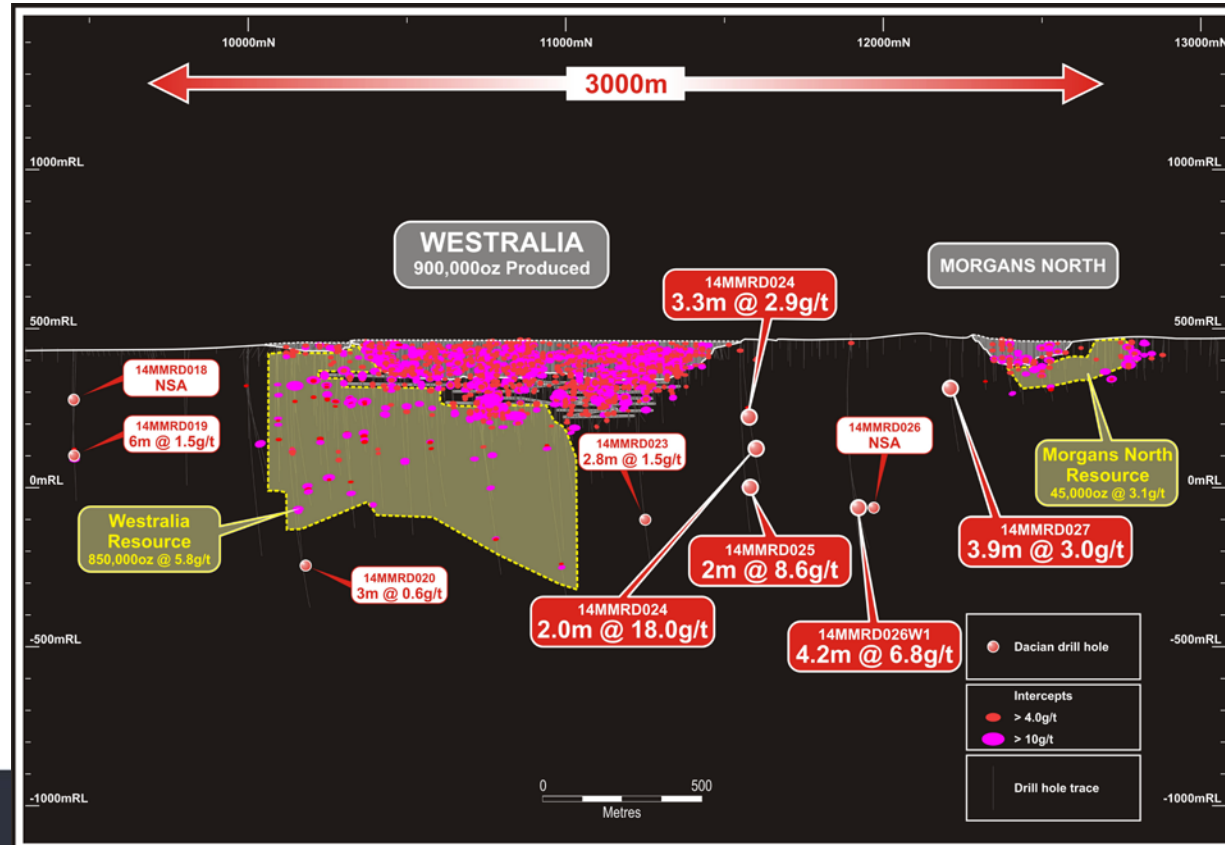 10000mN
11000mN
12000mN
13000mN
3000m
1000mRL
1000mRL
WESTRALIA
900,000oz Produced
MORGANS NORTH
14MMRD024
3.3m @ 2.9g/t
500mRL
500mRL
14MMRD018
NSA
14MMRD019
6m @ 1.5g/t
14MMRD023
2.8m @ 1.5g/t
14MMRD026
NSA
Morgans North
Resource
45,000oz @ 3.1g/t
0mRL
0mRL
Westralia
Resource
850,000oz @ 5.8g/t
14MMRD025
2m @ 8.6g/t
14MMRD027
3.9m @ 3.0g/t
14MMRD020
3m @ 0.6g/t
14MMRD024
2.0m @ 18.0g/t
14MMRD026W1
4.2m @ 6.8g/t
-500mRL
-500mRL
Dacian drill hole
Intercepts
> 4.0g/t
> 10g/t
Drill hole trace
0
500
Metres
-1000mRL
-1000mRL